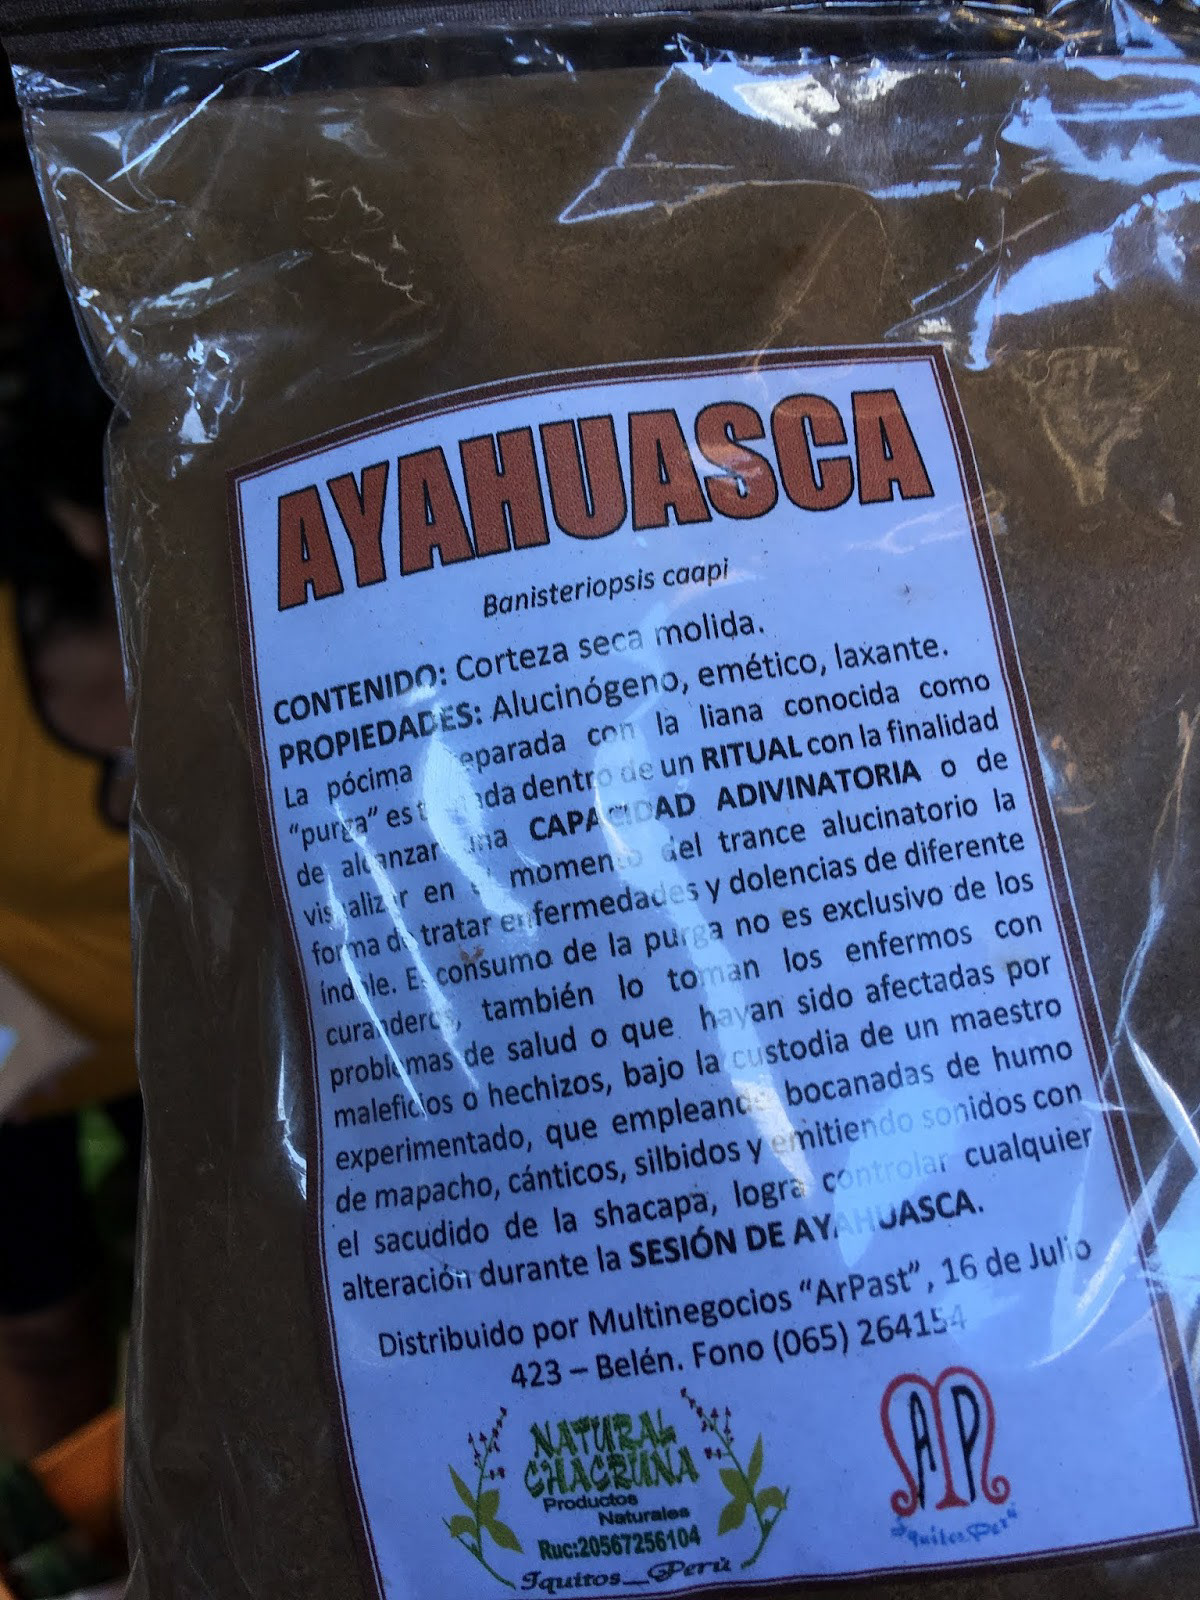 AYAHUASCA
Banisteriopsis caapi
CONTENIDO: Corteza seca molida.
PROPIEDADES: Alucinógeno, emético, laxante.
La pócima con la liana conocida como
“purga” dentro de un RITUAL con la finalidad
de alcanzar una CAPACIDAD ADIVINATORIA o de
visualizar en el momento del trance alucinatorio la
forma de tratar enfermedades y dolencias de diferente
índole. El consumo de la purga no es exclusivo de los
curanderos, también lo toman los enfermos con
problemas de salud o que hayan sido afectadas por
maleficios o hechizos, bajo la custodia de un maestro
experimentado, que empleando bocanadas de humo
de mapacho, cánticos, silbidos y emitiendo sonidos con
el sacudido de la shacapa, logra controlar cualquier
alteración durante la SESIÓN DE AYAHUASCA.
Distribuido por Multinegocios “ArPast”, 16 de Julio
423 – Belén. Fono (065) 264154
NATURAL
CHACRUNA
Productos
Naturales
Ruc:20567256104
Iquitos_Perú
AP
Iquitos Perú